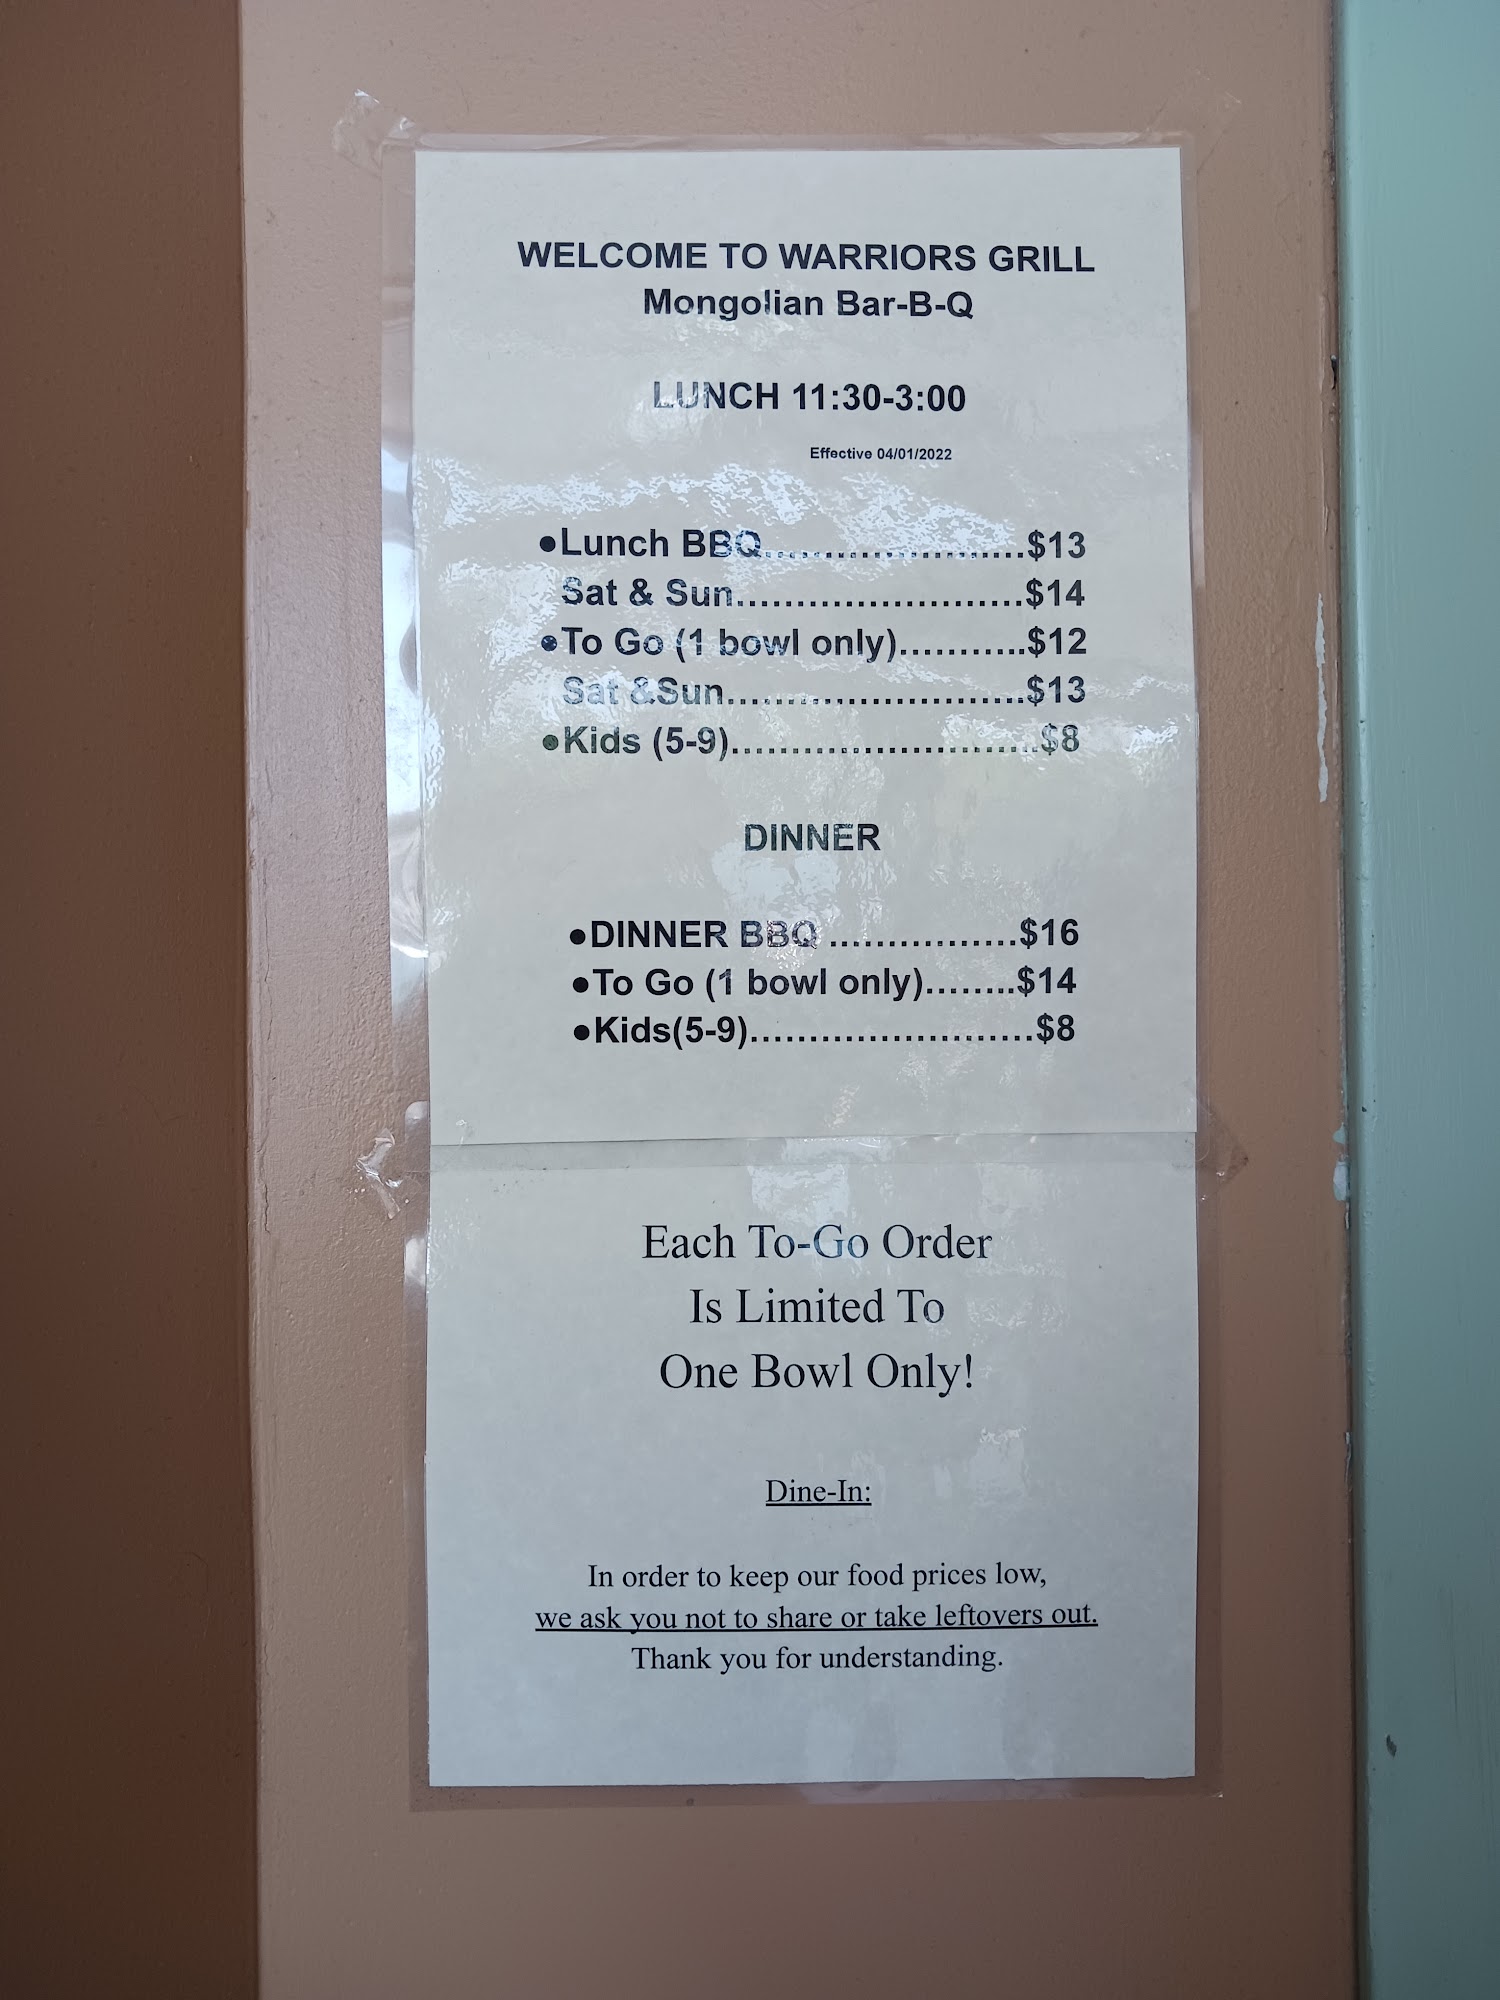 WELCOME TO WARRIORS GRILL
Mongolian Bar-B-Q
LUNCH 11:30-3:00
Effective 04/01/2022
●Lunch BBQ......................$13
Sat & Sun........................$14
●To Go (1 bowl only)...........$12
Sat &Sun.........................$13
●Kids (5-9)..........................$8
DINNER
●DINNER BBQ ................$16
●To Go (1 bowl only)........$14
●Kids(5-9)........................$8
Each To-Go Order
Is Limited To
One Bowl Only!
Dine-In:
In order to keep our food prices low,
we ask you not to share or take leftovers out.
Thank you for understanding.